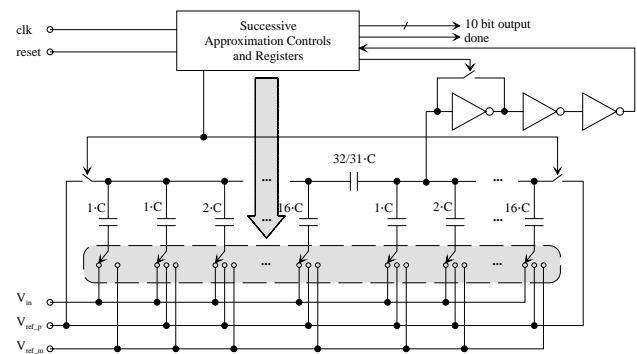 clk
reset
Successive
Approximation Controls
and Registers
10 bit output
done
32/31·C
1·C 1·C 2·C 16·C 1·C 2·C 16·C
... ...
... ...
... ...
V_in
V_ref_p
V_ref_m